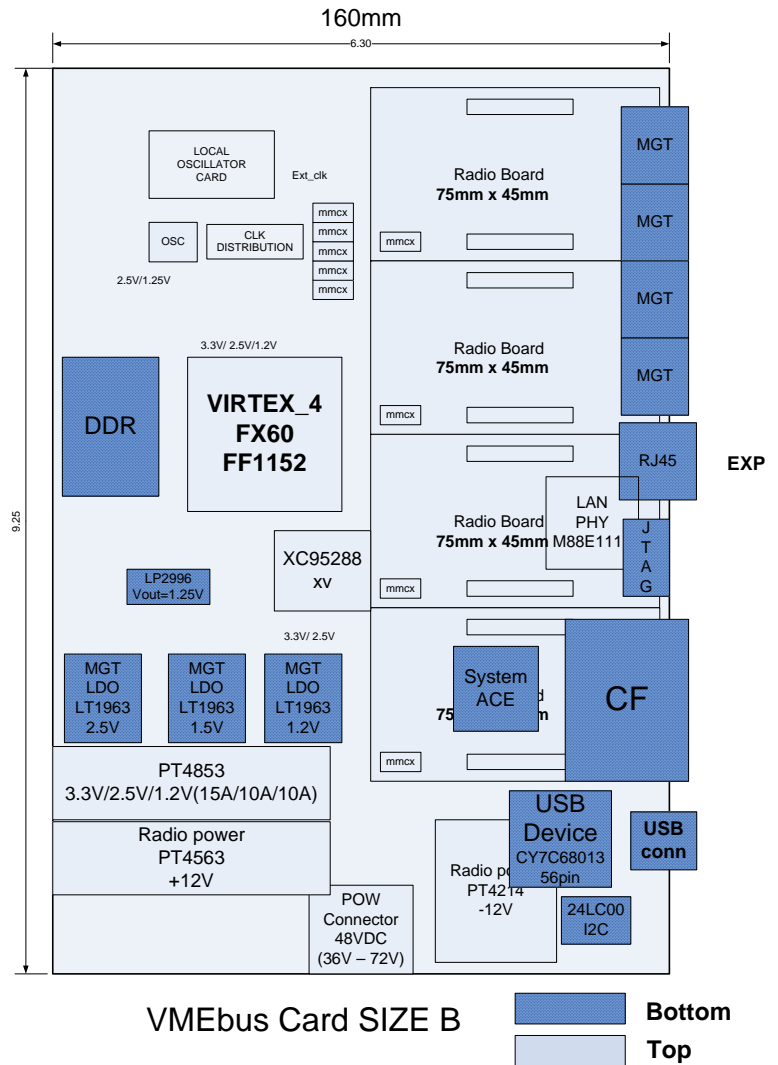 160mm
6.30
9.25
LOCAL
OSCILLATOR
CARD
Ext_clk
OSC
CLK
DISTRIBUTION
mmcx
mmcx
mmcx
mmcx
mmcx
2.5V/1.25V
Radio Board
75mm x 45mm
mmcx
MGT
MGT
Radio Board
75mm x 45mm
mmcx
MGT
MGT
3.3V/ 2.5V/1.2V
DDR
VIRTEX_4
FX60
FF1152
RJ45
EXP
Radio Board
75mm x 45mm
mmcx
LAN
PHY
M88E111
J
T
A
G
XC95288
XV
LP2996
Vout=1.25V
3.3V/ 2.5V
MGT
LDO
LT1963
2.5V
MGT
LDO
LT1963
1.5V
MGT
LDO
LT1963
1.2V
System
ACE
mmcx
CF
PT4853
3.3V/2.5V/1.2V(15A/10A/10A)
Radio power
PT4563
+12V
POW
Connector
48VDC
(36V – 72V)
Radio
PT4214
-12V
USB
Device
CY7C68013
56pin
USB
conn
24LC00
I2C
VMEbus Card SIZE B
Bottom
Top